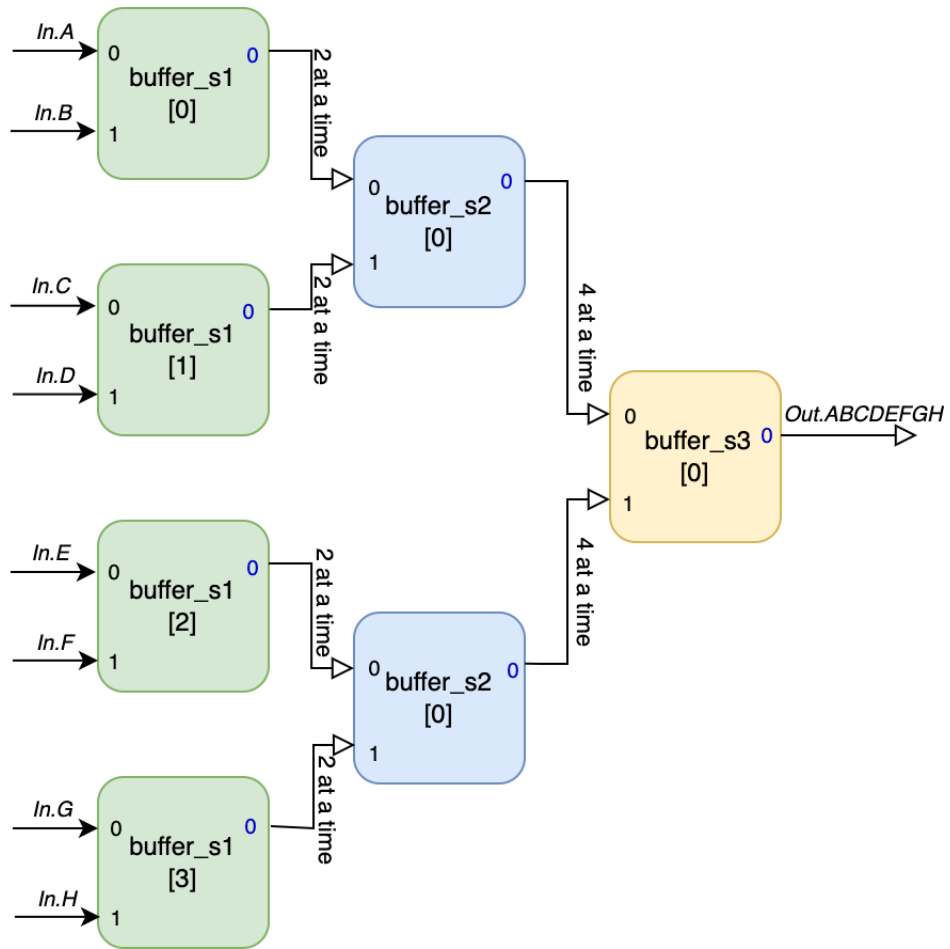 In.A
0
0
buffer_s1
[0]
In.B
1
2 at a time
0
0
buffer_s2
[0]
1
In.C
0
0
buffer_s1
[1]
In.D
1
2 at a time
4 at a time
0
buffer_s3
[0]
0
1
Out.ABCDEFGH
In.E
0
0
buffer_s1
[2]
In.F
1
2 at a time
4 at a time
0
0
buffer_s2
[0]
1
In.G
0
0
buffer_s1
[3]
In.H
1
2 at a time